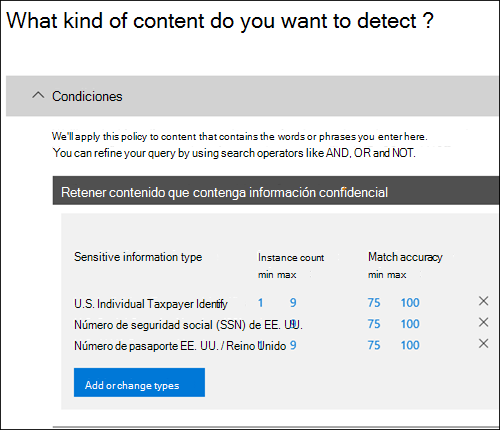 What kind of content do you want to detect ?
Condiciones
We'll apply this policy to content that contains the words or phrases you enter here.
You can refine your query by using search operators like AND, OR and NOT.
Retener contenido que contenga información confidencial
Sensitive information type Instance count Match accuracy
min max min max
U.S. Individual Taxpayer Identify 1 9 75 100
Número de seguridad social (SSN) de EE. UU. 75 100
Número de pasaporte EE. UU. / Reino Unido 9 75 100
Add or change types